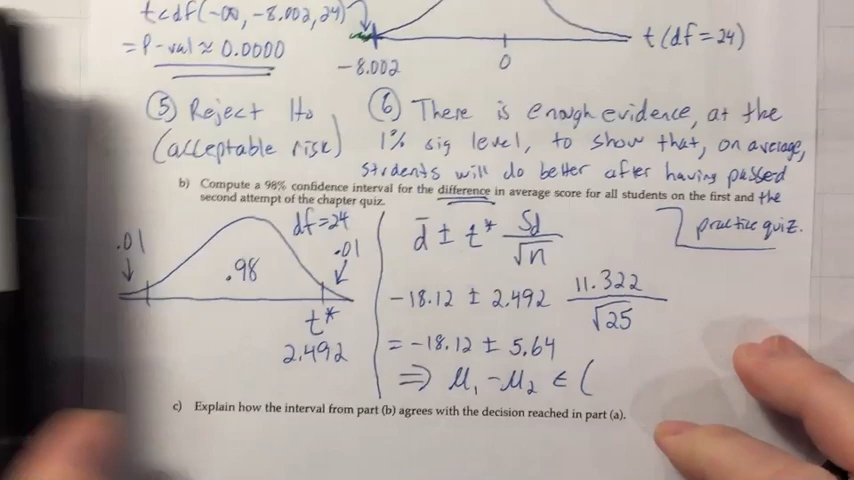 tcdf(-∞, -8.002, 24)
= P-val ≈ 0.0000
-8.002
0
t (df=24)
⑤ Reject Ho
(acceptable risk)
⑥ There is enough evidence, at the
1% sig level, to show that, on average,
students will do better after having passed
the
practice quiz.
b) Compute a 98% confidence interval for the difference in average score for all students on the first and
second attempt of the chapter quiz.
.01
df=24
.01
.98
t*
2.492
d̄ ± t* Sd/√n
-18.12 ± 2.492 11.322/√25
= -18.12 ± 5.64
⇒ μ₁ - μ₂ ∈ (
c) Explain how the interval from part (b) agrees with the decision reached in part (a).